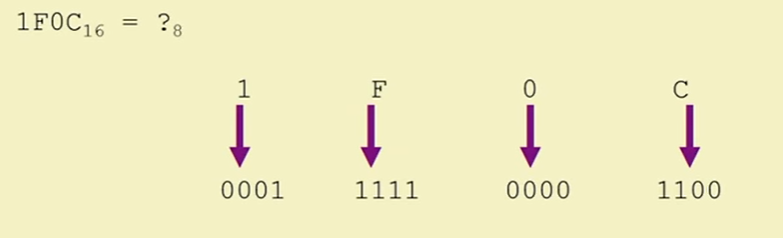 1F0C₁₆ = ?₈
1 F 0 C
0001 1111 0000 1100